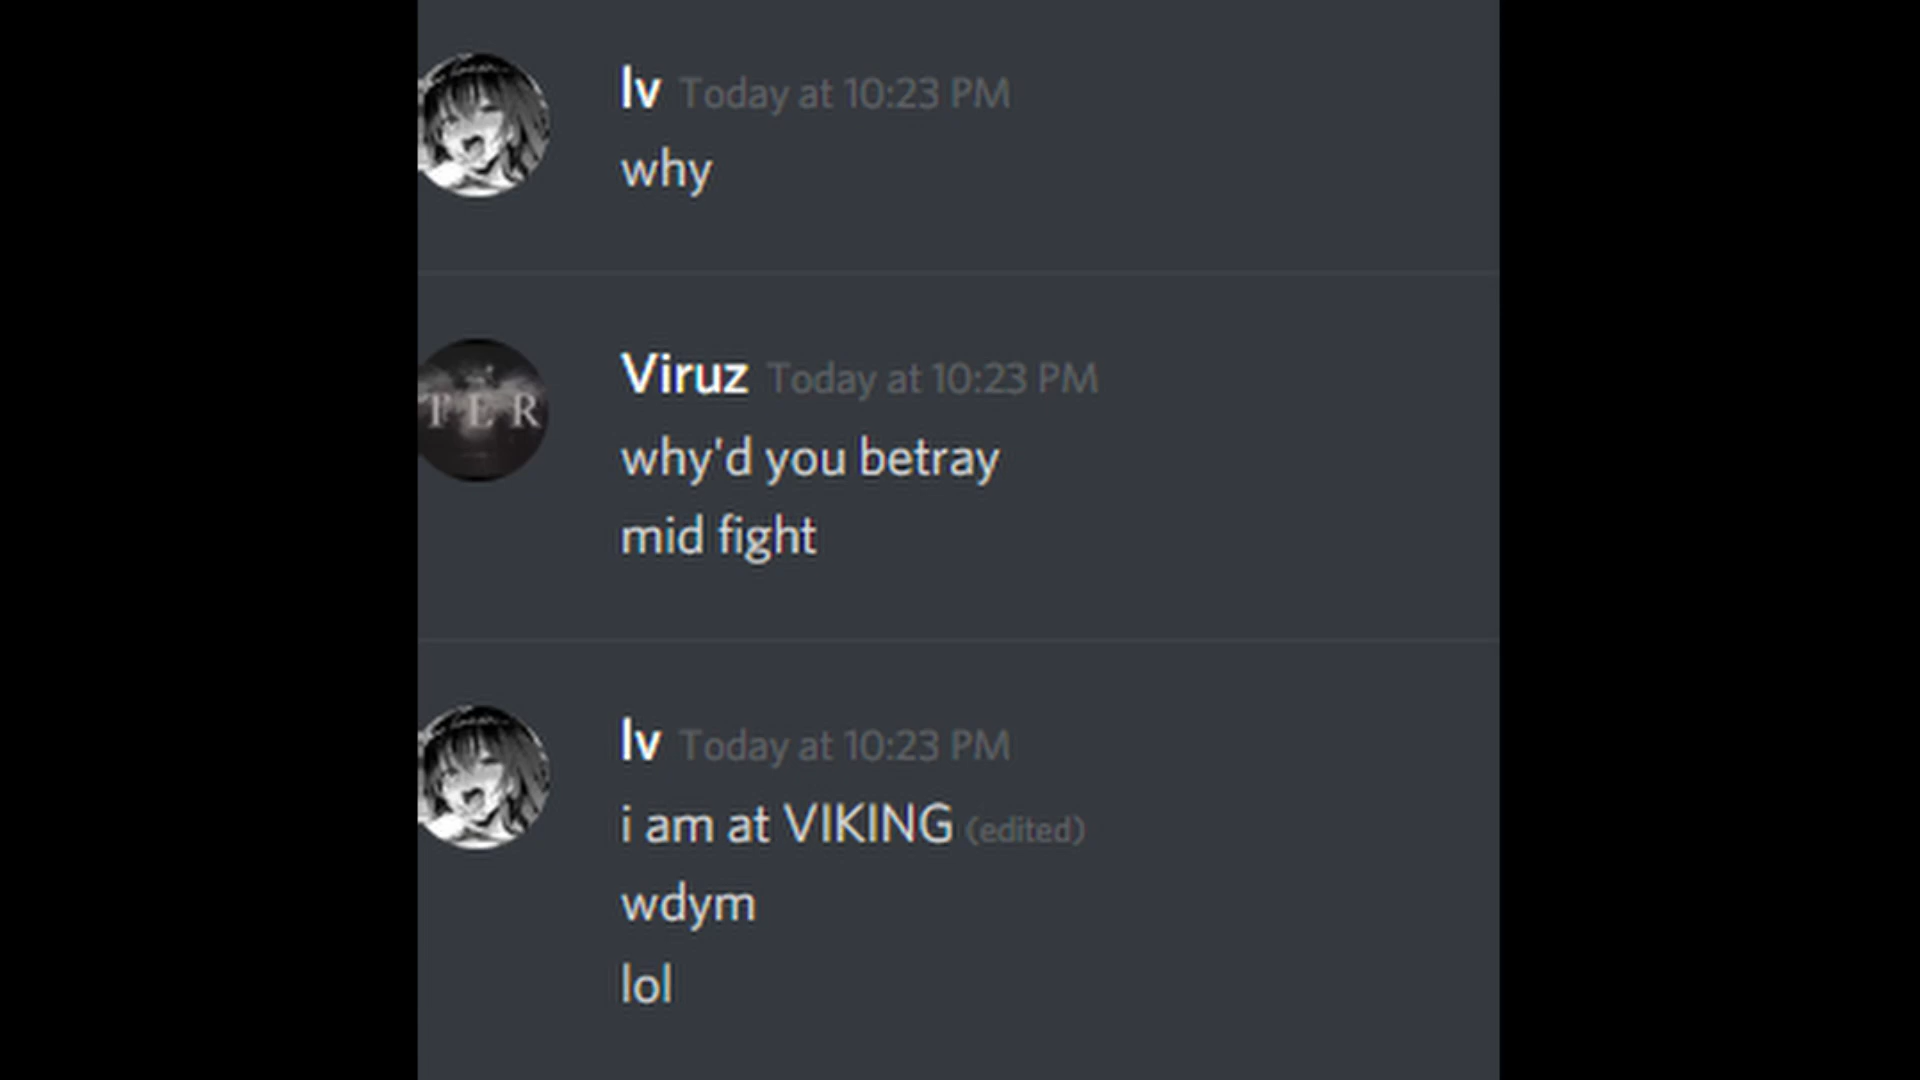 lv Today at 10:23 PM
why
Viruz Today at 10:23 PM
why'd you betray
mid fight
lv Today at 10:23 PM
i am at VIKING (edited)
wdym
lol
TER